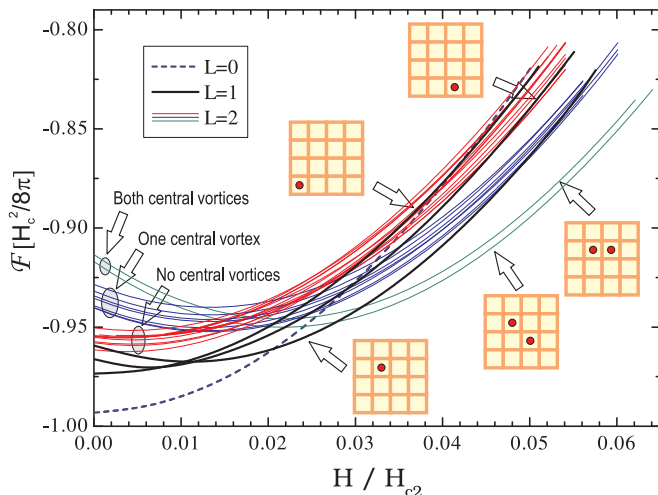 -0.80
-0.85
-0.90
-0.95
-1.00
ℱ [H_c^2/8π]
L=0
L=1
L=2
Both central vortices
One central vortex
No central vortices
0.00 0.01 0.02 0.03 0.04 0.05 0.06
H / H_c2